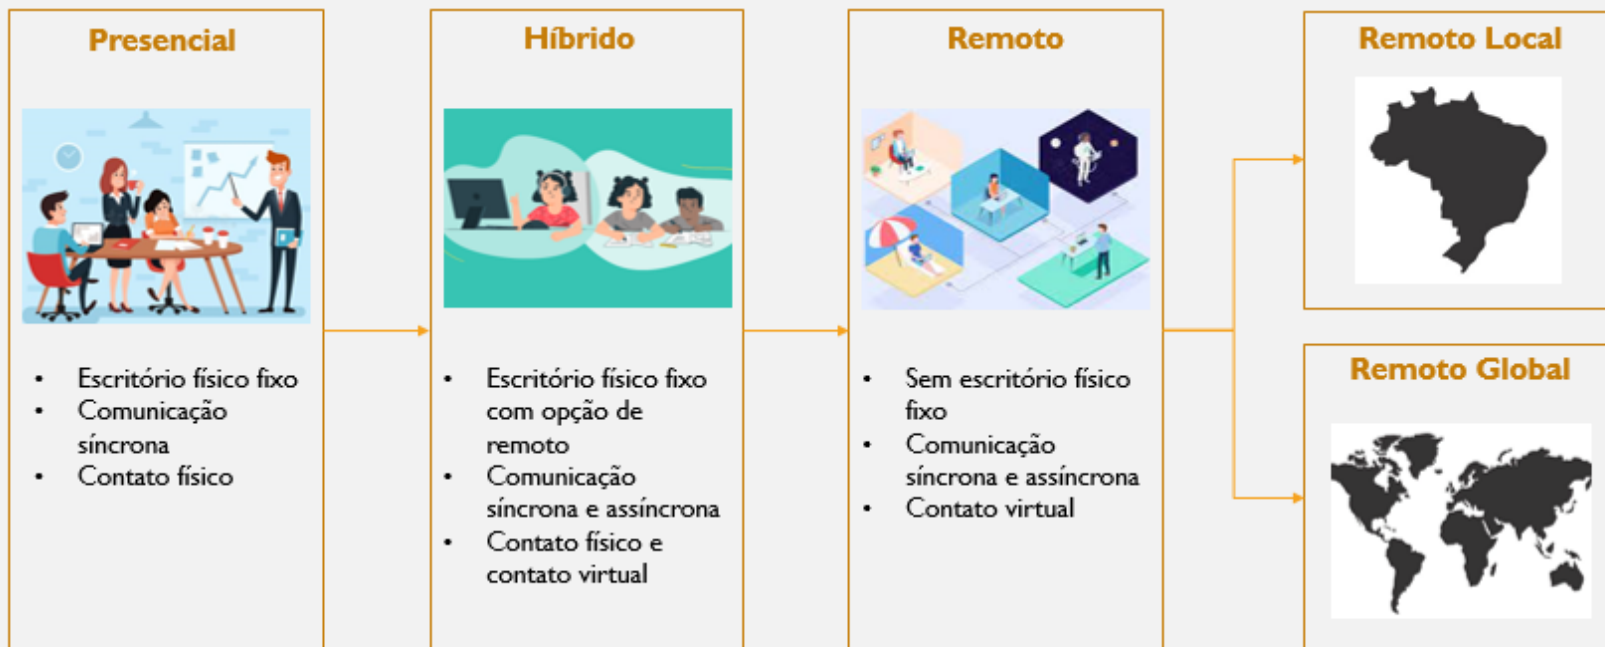 Presencial
• Escritório físico fixo
• Comunicação
síncrona
• Contato físico
Híbrido
• Escritório físico fixo
com opção de
remoto
• Comunicação
síncrona e assíncrona
• Contato físico e
contato virtual
Remoto
• Sem escritório físico
fixo
• Comunicação
síncrona e assíncrona
• Contato virtual
Remoto Local
Remoto Global